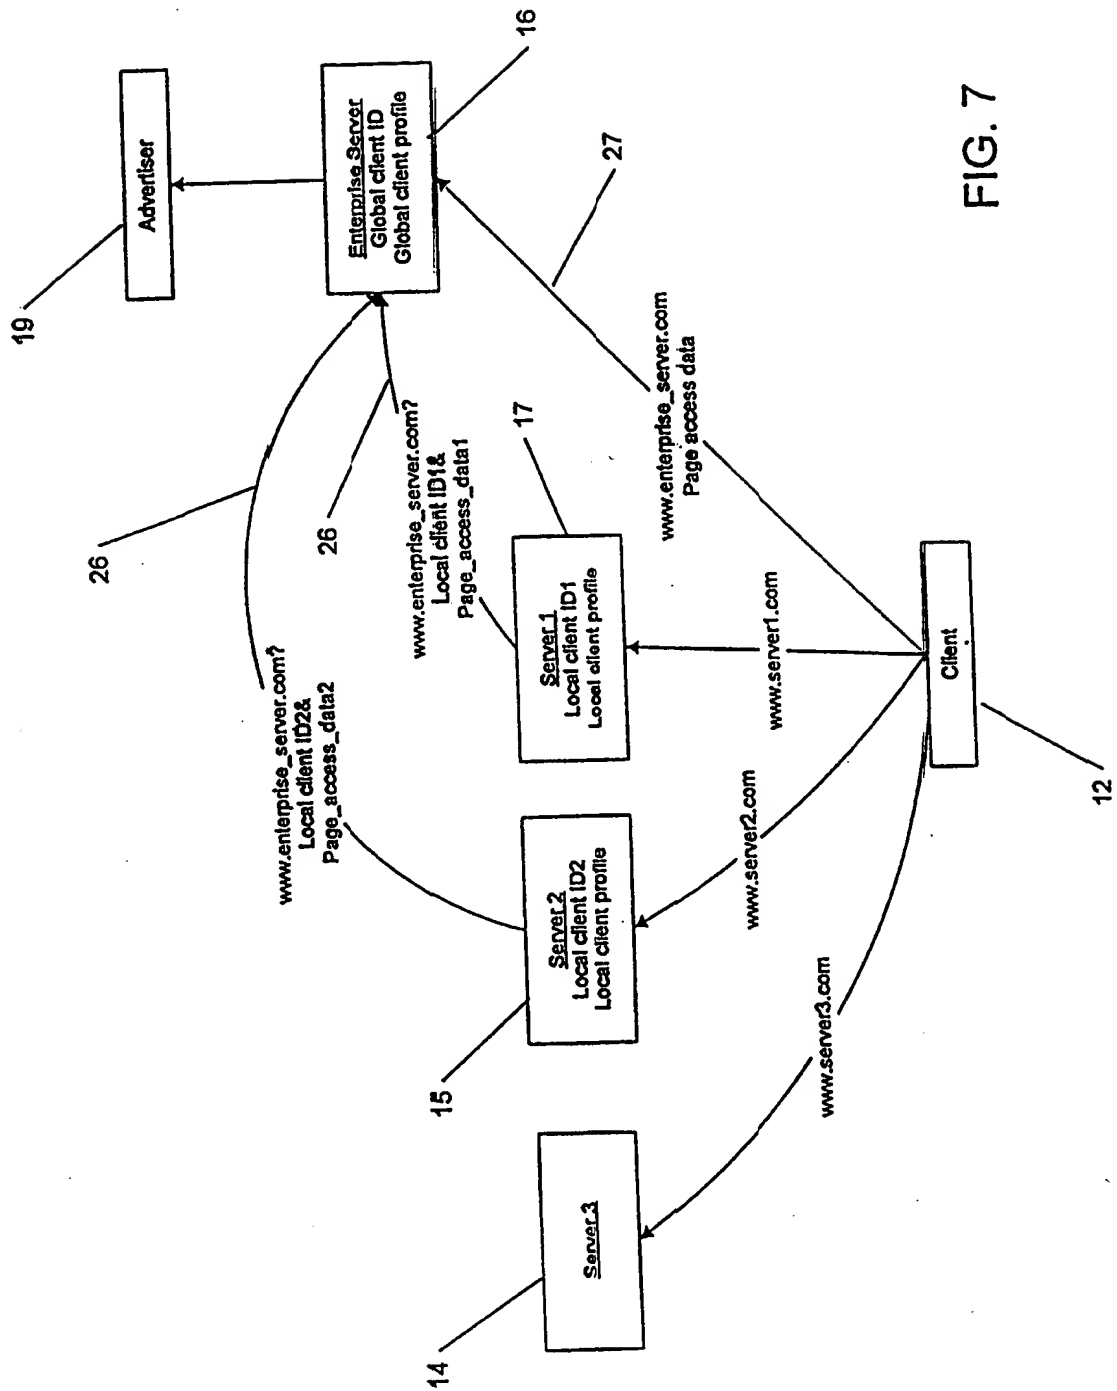 19
Advertiser
16
Enterprise Server
Global client ID
Global client profile
26
26
27
www.enterprise_server.com?
Local client ID2&
Page_access_data2
www.enterprise_server.com?
Local client ID1&
Page_access_data1
www.enterprise_server.com
Page access data
14
Server 3
15
Server 2
Local client ID2
Local client profile
17
Server 1
Local client ID1
Local client profile
www.server3.com
www.server2.com
www.server1.com
12
Client
FIG. 7